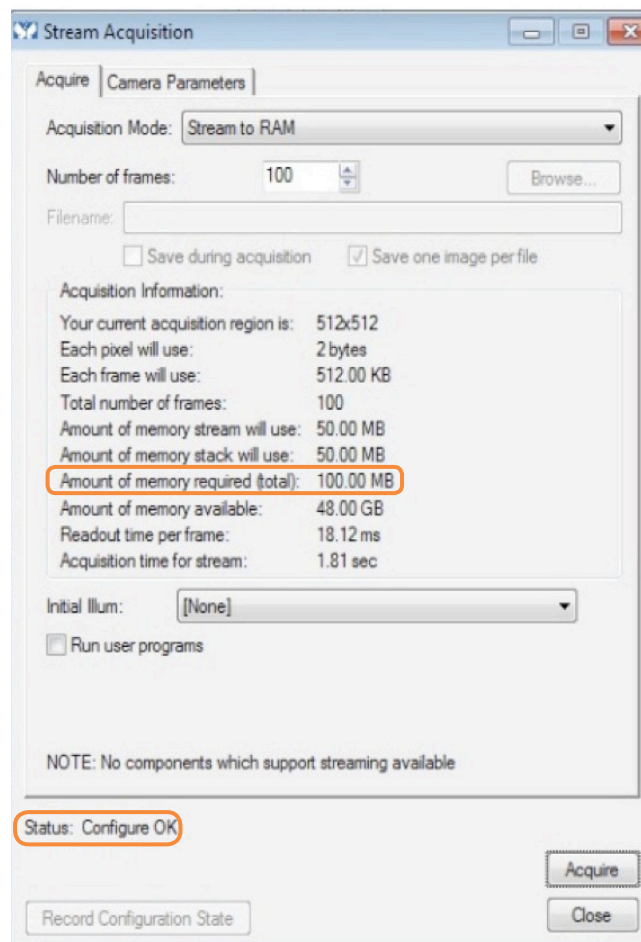 Stream Acquisition
Acquire Camera Parameters
Acquisition Mode: Stream to RAM
Number of frames: 100 Browse...
Filename:
Save during acquisition Save one image per file
Acquisition Information:
Your current acquisition region is: 512x512
Each pixel will use: 2 bytes
Each frame will use: 512.00 KB
Total number of frames: 100
Amount of memory stream will use: 50.00 MB
Amount of memory stack will use: 50.00 MB
Amount of memory required (total): 100.00 MB
Amount of memory available: 48.00 GB
Readout time per frame: 18.12 ms
Acquisition time for stream: 1.81 sec
Initial Illum: [None]
Run user programs
NOTE: No components which support streaming available
Status: Configure OK
Acquire
Record Configuration State Close